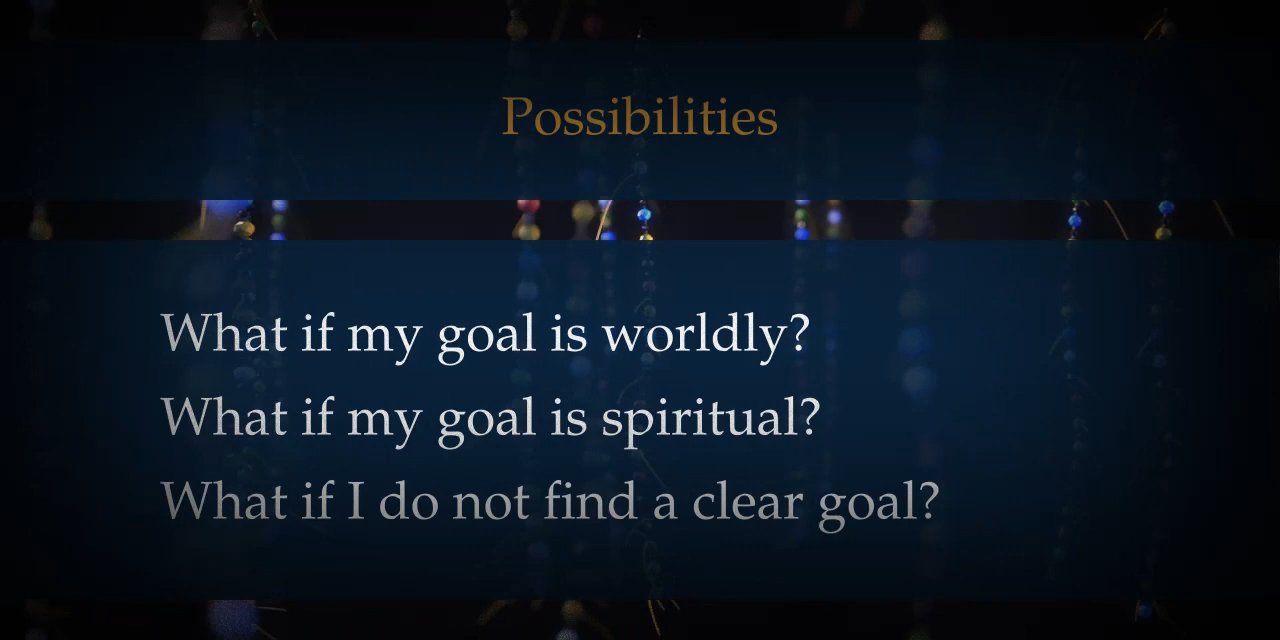 Possibilities
What if my goal is worldly?
What if my goal is spiritual?
What if I do not find a clear goal?